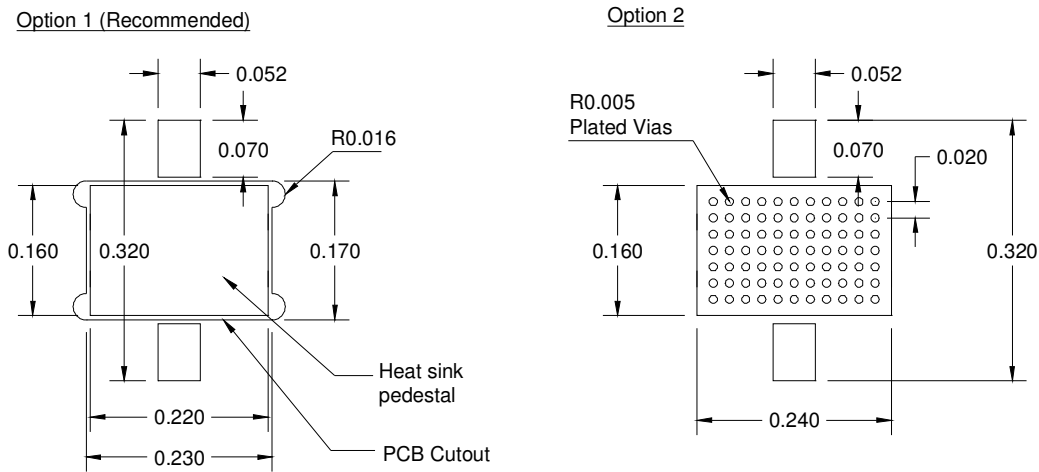 Option 1 (Recommended)
0.052
0.070
R0.016
0.160
0.320
0.170
Heat sink
pedestal
0.220
PCB Cutout
0.230
Option 2
0.052
R0.005
Plated Vias
0.070
0.020
0.160
0.320
0.240